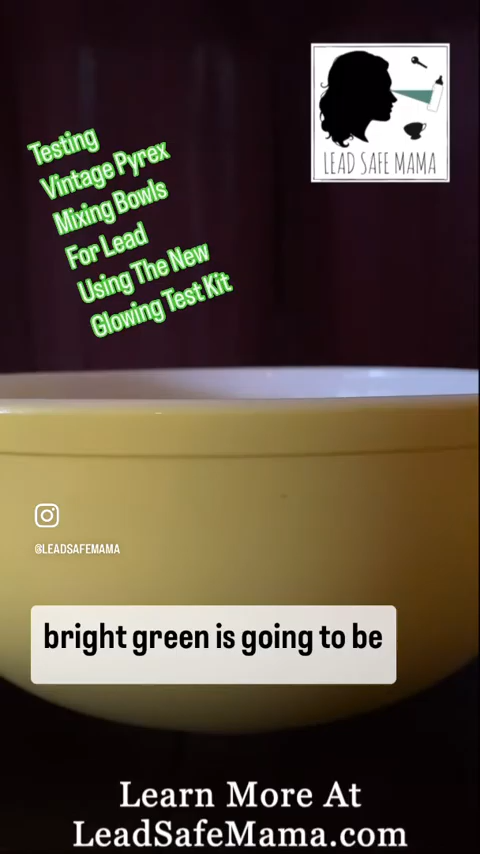 LEAD SAFE MAMA
Testing
Vintage Pyrex
Mixing Bowls
For Lead
Using The New
Glowing Test Kit
@LEADSAFEMAMA
bright green is going to be
Learn More At
LeadSafeMama.com